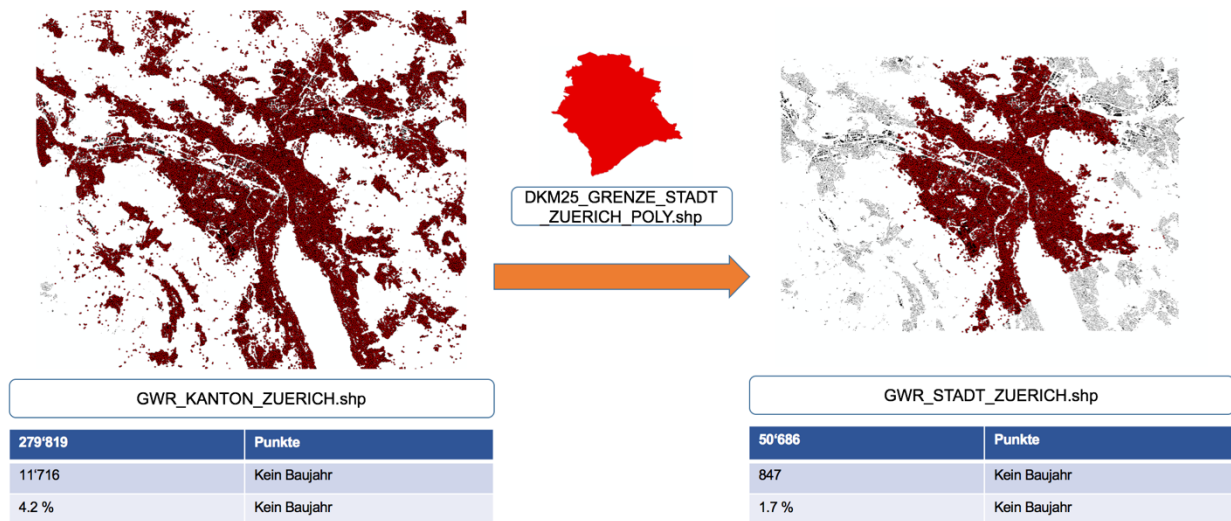 DKM25_GRENZE_STADT
_ZUERICH_POLY.shp
GWR_KANTON_ZUERICH.shp
279‘819 Punkte
11'716 Kein Baujahr
4.2 % Kein Baujahr
GWR_STADT_ZUERICH.shp
50‘686 Punkte
847 Kein Baujahr
1.7 % Kein Baujahr